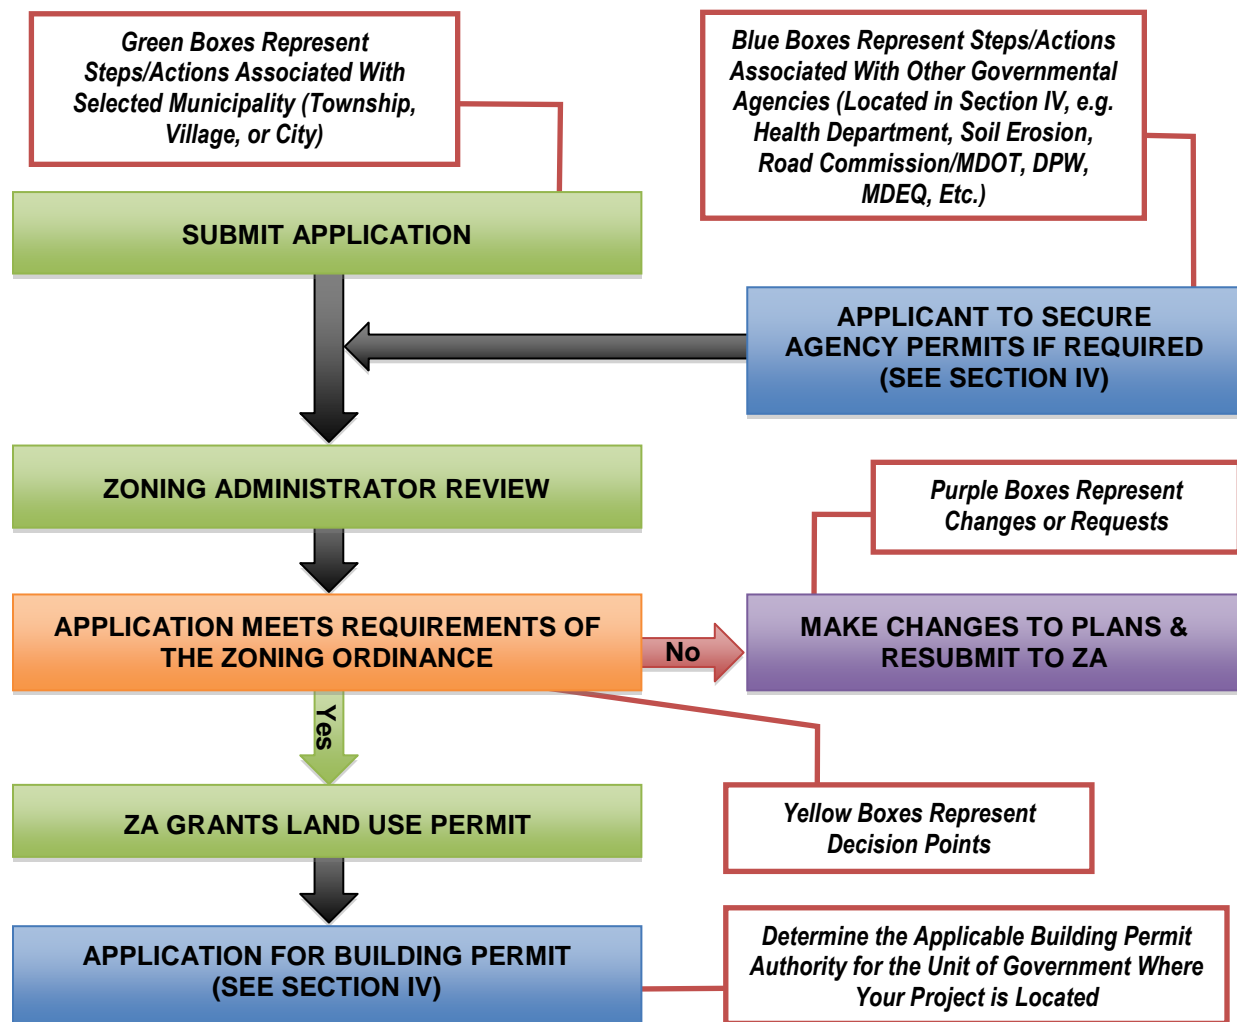 Green Boxes Represent
Steps/Actions Associated With
Selected Municipality (Township,
Village, or City)
Blue Boxes Represent Steps/Actions
Associated With Other Governmental
Agencies (Located in Section IV, e.g.
Health Department, Soil Erosion,
Road Commission/MDOT, DPW,
MDEQ, Etc.)
SUBMIT APPLICATION
APPLICANT TO SECURE
AGENCY PERMITS IF REQUIRED
(SEE SECTION IV)
ZONING ADMINISTRATOR REVIEW
Purple Boxes Represent
Changes or Requests
APPLICATION MEETS REQUIREMENTS OF
THE ZONING ORDINANCE
No
MAKE CHANGES TO PLANS &
RESUBMIT TO ZA
Yes
ZA GRANTS LAND USE PERMIT
Yellow Boxes Represent
Decision Points
APPLICATION FOR BUILDING PERMIT
(SEE SECTION IV)
Determine the Applicable Building Permit
Authority for the Unit of Government Where
Your Project is Located